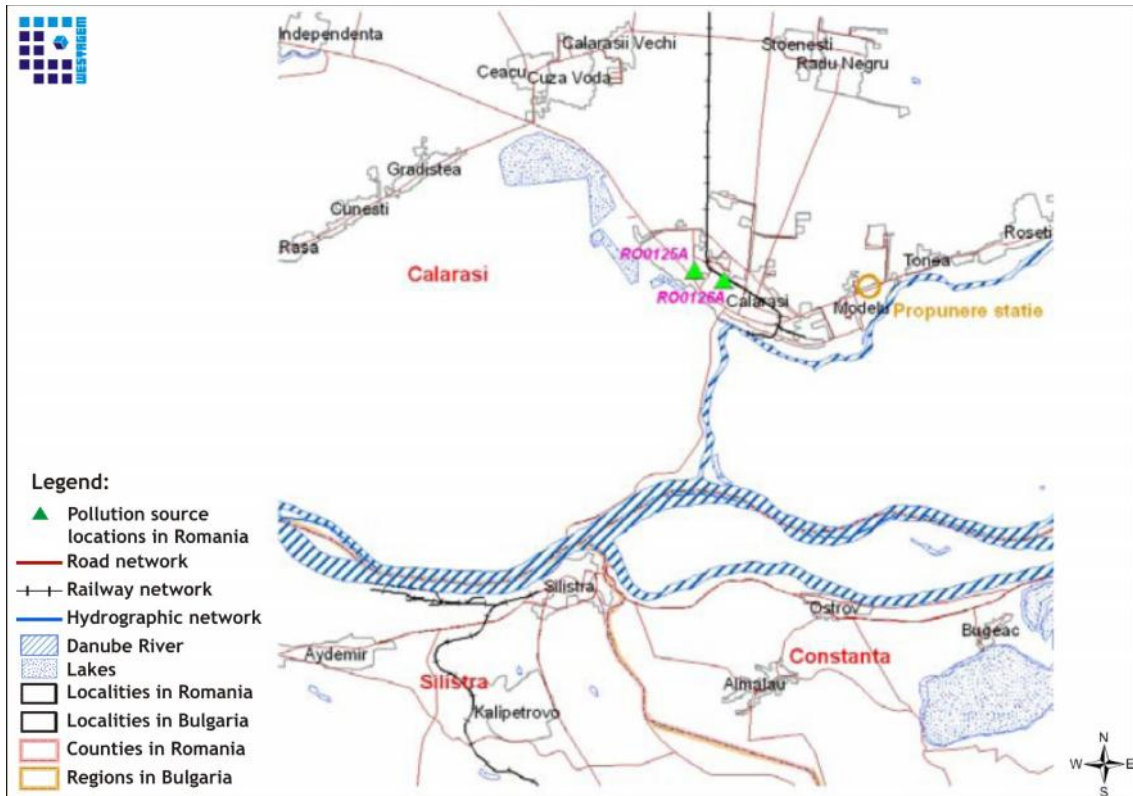 WESTAGEM
Independenta
Calarasii Vechi
Stoenesti
Ceacu
Cuza Voda
Radu Negru
Gradistea
Cunesti
Rasa
Roseti
Tonea
RO0125A
Calarasi
RO0126A
Calarasi
Modelu
Propunere statie
Legend:
Pollution source
locations in Romania
Road network
Railway network
Hydrographic network
Danube River
Lakes
Localities in Romania
Localities in Bulgaria
Counties in Romania
Regions in Bulgaria
Silistra
Ostrov
Bugeac
Aydemir
Constanta
Silistra
Almalau
Kalipetrovo
N
W
E
S